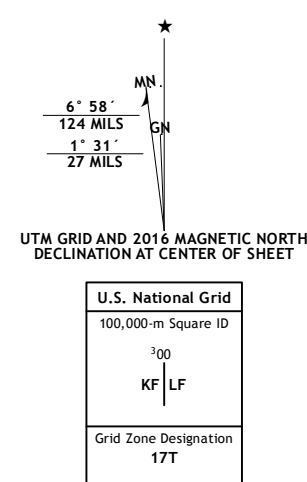 ★
MN
6° 58´
124 MILS
GN
1° 31´
27 MILS
UTM GRID AND 2016 MAGNETIC NORTH
DECLINATION AT CENTER OF SHEET
U.S. National Grid
100,000-m Square ID
³00
KF LF
Grid Zone Designation
17T